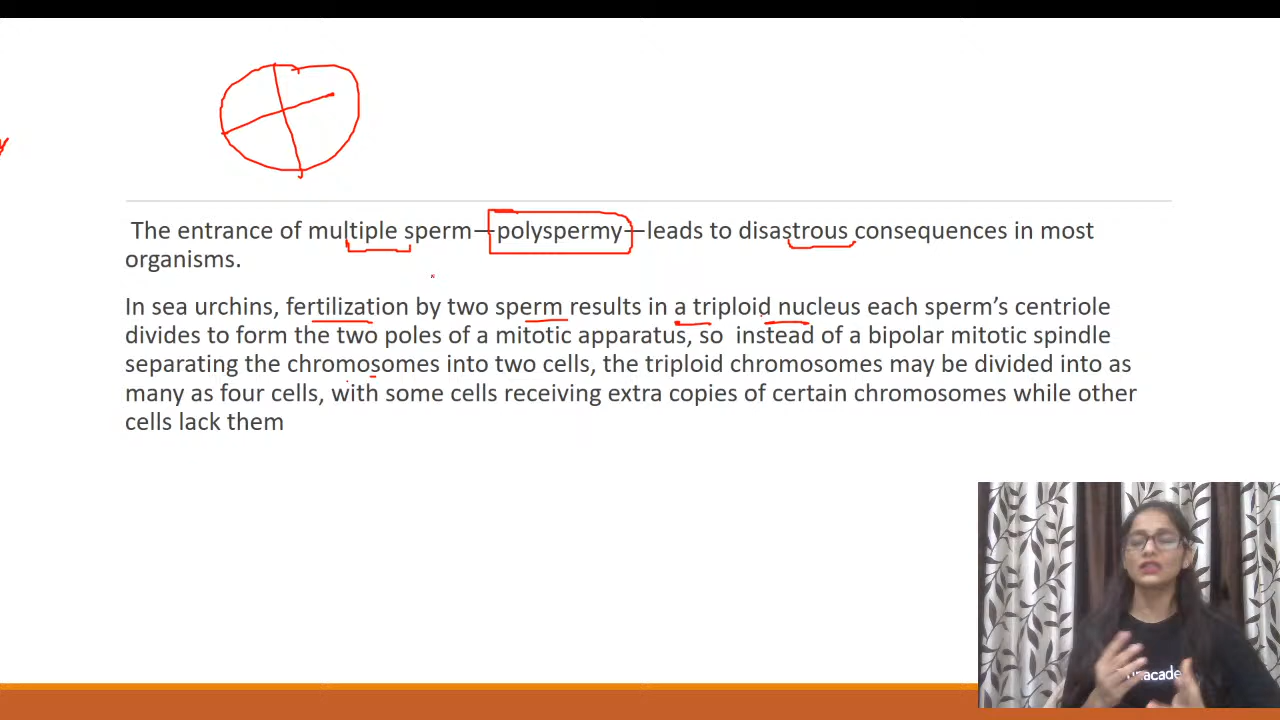 The entrance of multiple sperm—polyspermy—leads to disastrous consequences in most
organisms.
In sea urchins, fertilization by two sperm results in a triploid nucleus each sperm's centriole
divides to form the two poles of a mitotic apparatus, so instead of a bipolar mitotic spindle
separating the chromosomes into two cells, the triploid chromosomes may be divided into as
many as four cells, with some cells receiving extra copies of certain chromosomes while other
cells lack them